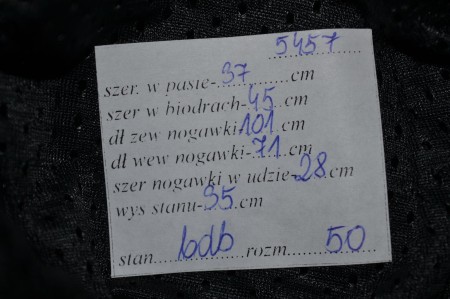 5457
szer. w pasie-37.............cm
szer w biodrach-45....cm
dł zew nogawki 101.cm
dł wew nogawki-71...cm
szer nogawki w udzie-28.cm
wys stanu-35.cm
stan....bdb....rozm......50......